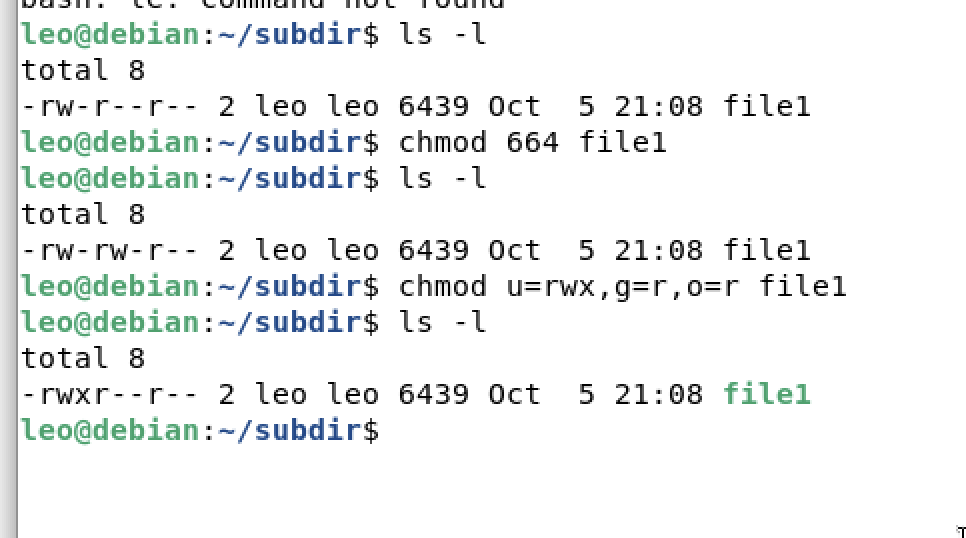 bash: lc: command not found
leo@debian:~/subdir$ ls -l
total 8
-rw-r--r-- 2 leo leo 6439 Oct  5 21:08 file1
leo@debian:~/subdir$ chmod 664 file1
leo@debian:~/subdir$ ls -l
total 8
-rw-rw-r-- 2 leo leo 6439 Oct  5 21:08 file1
leo@debian:~/subdir$ chmod u=rwx,g=r,o=r file1
leo@debian:~/subdir$ ls -l
total 8
-rwxr--r-- 2 leo leo 6439 Oct  5 21:08 file1
leo@debian:~/subdir$